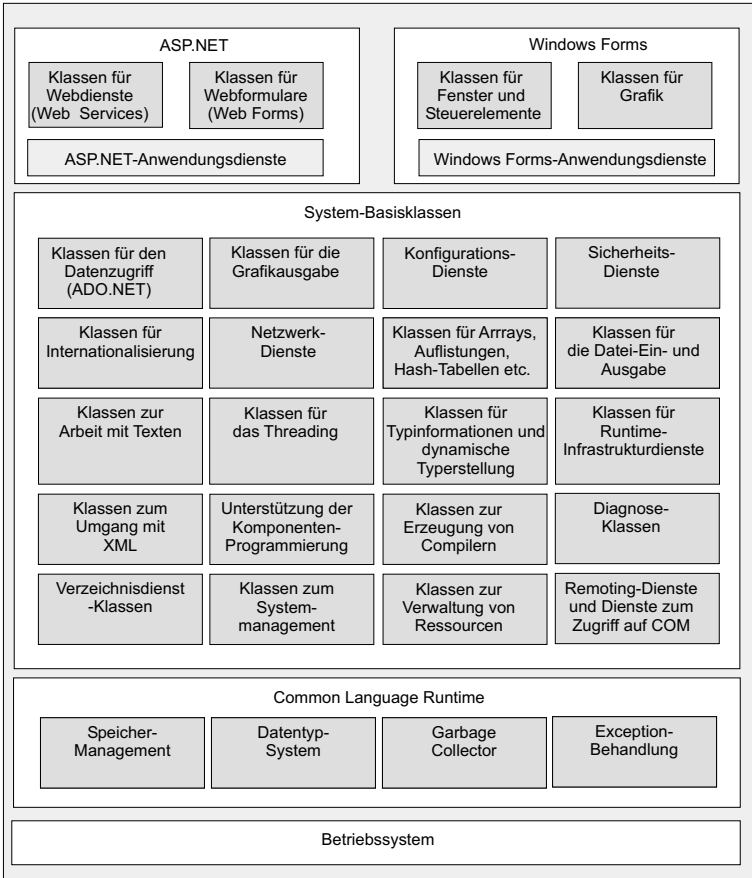 ASP.NET
Klassen für
Webdienste
(Web Services)
Klassen für
Webformulare
(Web Forms)
ASP.NET-Anwendungsdienste
Windows Forms
Klassen für
Fenster und
Steuerelemente
Klassen für
Grafik
Windows Forms-Anwendungsdienste
System-Basisklassen
Klassen für den
Datenzugriff
(ADO.NET)
Klassen für die
Grafikausgabe
Konfigurations-
Dienste
Sicherheits-
Dienste
Klassen für
Internationalisierung
Netzwerk-
Dienste
Klassen für Arrrays,
Auflistungen,
Hash-Tabellen etc.
Klassen für
die Datei-Ein- und
Ausgabe
Klassen zur
Arbeit mit Texten
Klassen für
das Threading
Klassen für
Typinformationen und
dynamische
Typerstellung
Klassen für
Runtime-
Infrastrukturdienste
Klassen zum
Umgang mit
XML
Unterstützung der
Komponenten-
Programmierung
Klassen zur
Erzeugung von
Compilern
Diagnose-
Klassen
Verzeichnisdienst
-Klassen
Klassen zum
System-
management
Klassen zur
Verwaltung von
Ressourcen
Remoting-Dienste
und Dienste zum
Zugriff auf COM
Common Language Runtime
Speicher-
Management
Datentyp-
System
Garbage
Collector
Exception-
Behandlung
Betriebssystem